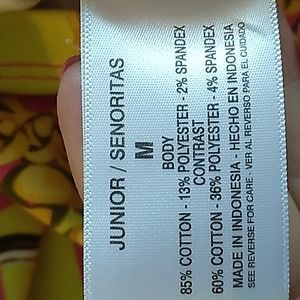 JUNIOR / SENORITAS
M
BODY
85% COTTON - 13% POLYESTER - 2% SPANDEX
CONTRAST
60% COTTON - 36% POLYESTER - 4% SPANDEX
MADE IN INDONESIA - HECHO EN INDONESIA
SEE REVERSE FOR CARE - VER AL REVERSO PARA EL CUIDADO